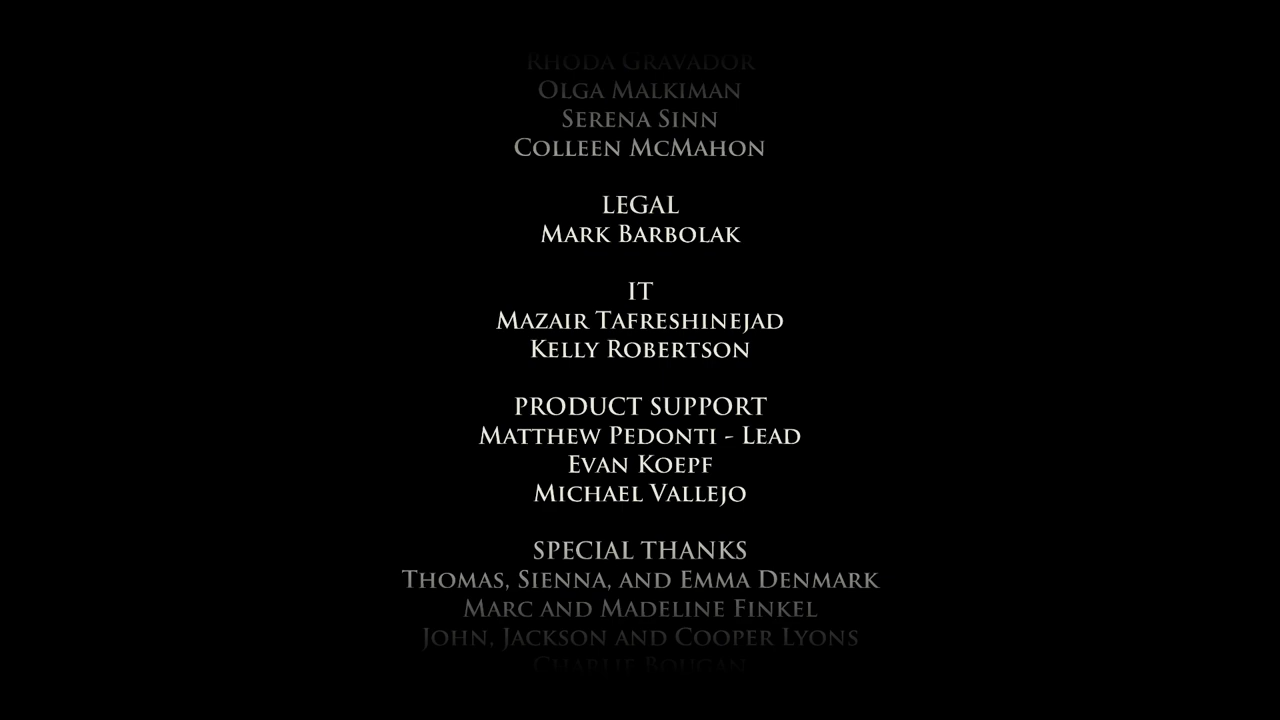 Rhoda Gravador
Olga Malkiman
Serena Sinn
Colleen McMahon
LEGAL
Mark Barbolak
IT
Mazair Tafreshinejad
Kelly Robertson
PRODUCT SUPPORT
Matthew Pedonti - Lead
Evan Koepf
Michael Vallejo
SPECIAL THANKS
Thomas, Sienna, and Emma Denmark
Marc and Madeline Finkel
John, Jackson and Cooper Lyons
Charlie Bougan